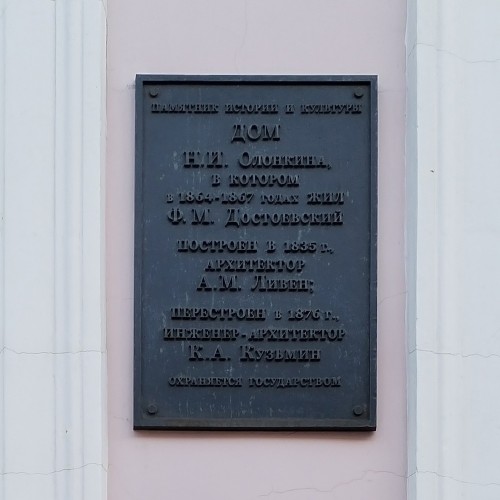 ПАМЯТНИК ИСТОРИИ И КУЛЬТУРЫ
ДОМ
Н.И. Олонкина,
в котором
в 1864-1867 годах жил
Ф.М. Достоевский
построен в 1835 г.,
архитектор
А.М. Ливен;
перестроен в 1876 г.,
инженер-архитектор
К.А. Кузьмин
охраняется государством